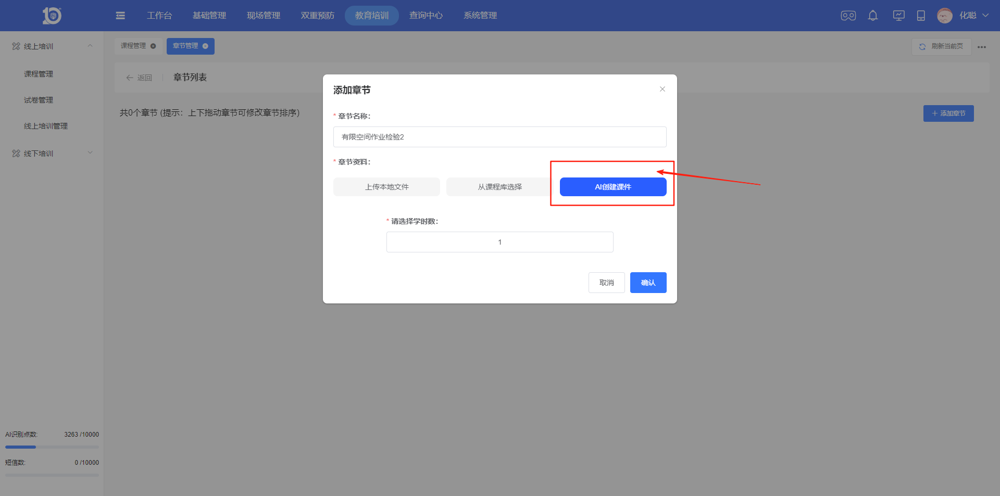 工作台 基础管理 现场管理 双重预防 教育培训 查询中心 系统管理 化聪
线上培训
课程管理
试卷管理
线上培训管理
线下培训
课程管理 章节管理 刷新当前页
返回 章节列表
共0个章节 (提示：上下拖动章节可修改章节排序)
+ 添加章节
添加章节
* 章节名称：
有限空间作业检验2
* 章节资料：
上传本地文件 从课程库选择 AI创建课件
* 请选择学时数：
1
取消 确认
AI识别点数: 3263 /10000
短信数: 0 /10000